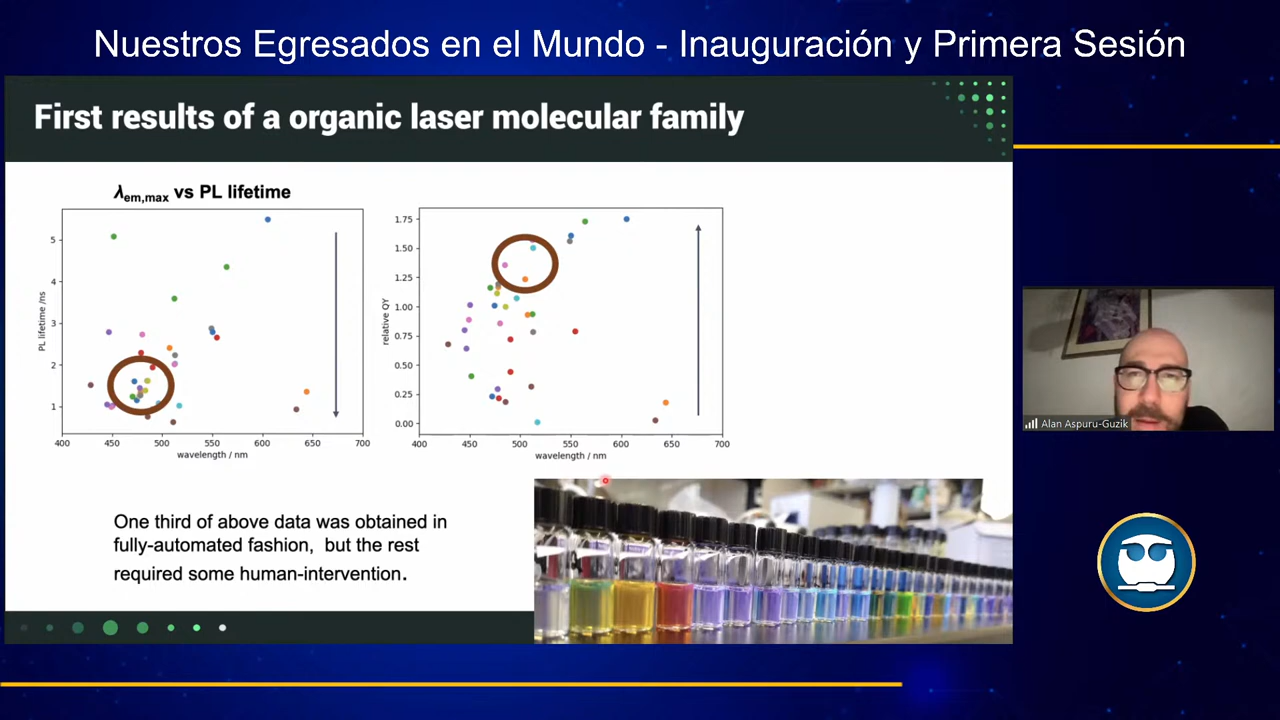 Nuestros Egresados en el Mundo - Inauguración y Primera Sesión
First results of a organic laser molecular family
λem,max vs PL lifetime
5
4
3
2
1
PL lifetime /ns
400 450 500 550 600 650 700
wavelength / nm
1.75
1.50
1.25
1.00
0.75
0.50
0.25
0.00
relative QY
400 450 500 550 600 650 700
wavelength / nm
One third of above data was obtained in
fully-automated fashion, but the rest
required some human-intervention.
Alan Aspuru-Guzik